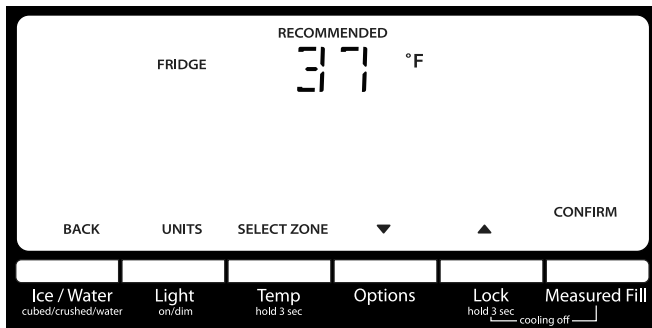 RECOMMENDED
FRIDGE 37 °F
CONFIRM
BACK UNITS SELECT ZONE ▼ ▲
Ice / Water Light Temp Options Lock Measured Fill
cubed/crushed/water on/dim hold 3 sec hold 3 sec
cooling off